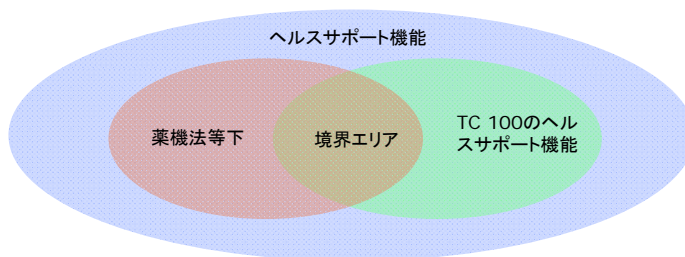 ヘルスサポート機能
薬機法等下
境界エリア
TC 100のヘル
スサポート機能